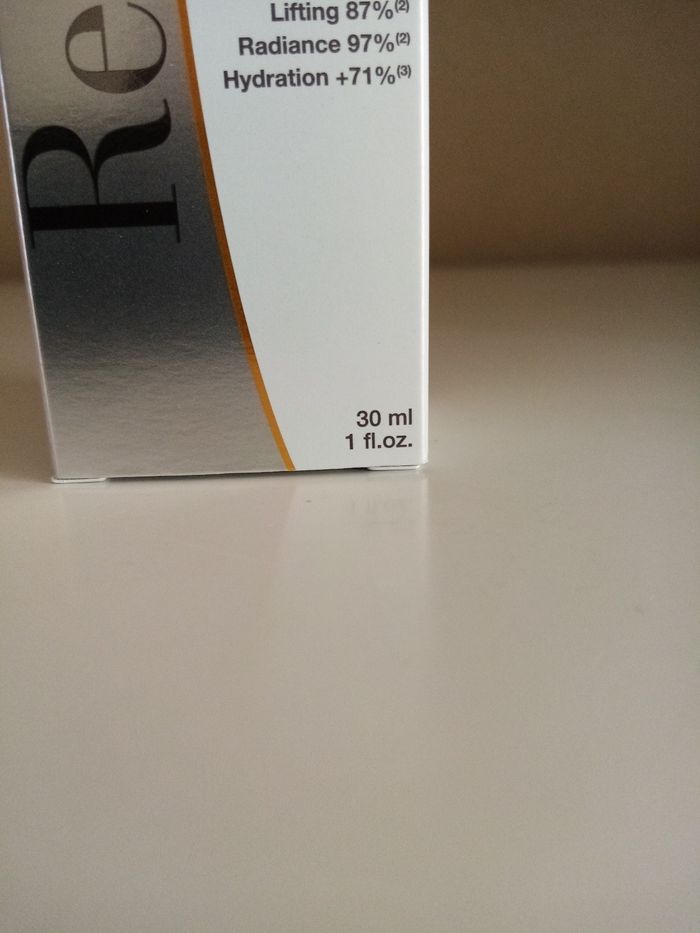 Re
Lifting 87%(2)
Radiance 97%(2)
Hydration +71%(3)
30 ml
1 fl.oz.